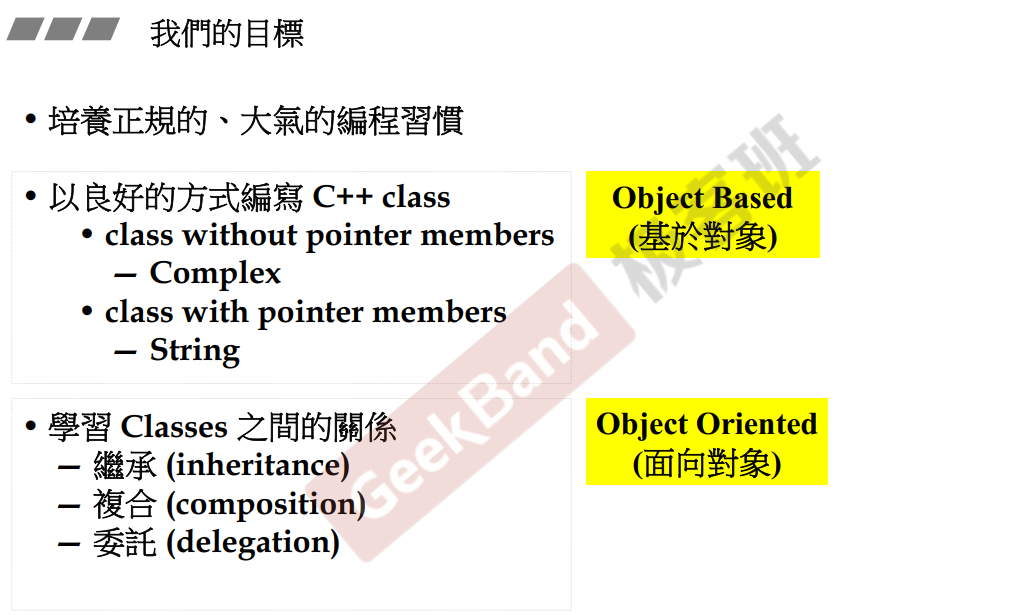 我們的目標
• 培養正規的、大氣的編程習慣
• 以良好的方式編寫 C++ class
• class without pointer members
— Complex
• class with pointer members
— String
Object Based
(基於對象)
• 學習 Classes 之間的關係
— 繼承 (inheritance)
— 複合 (composition)
— 委託 (delegation)
Object Oriented
(面向對象)
GeekBand 极客班